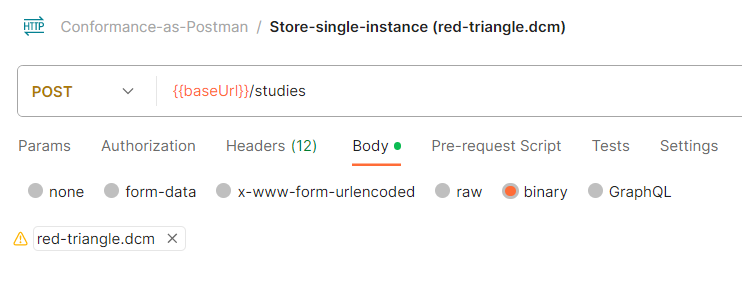 HTTP Conformance-as-Postman / Store-single-instance (red-triangle.dcm)
POST {{baseUrl}}/studies
Params Authorization Headers (12) Body Pre-request Script Tests Settings
none form-data x-www-form-urlencoded raw binary GraphQL
red-triangle.dcm